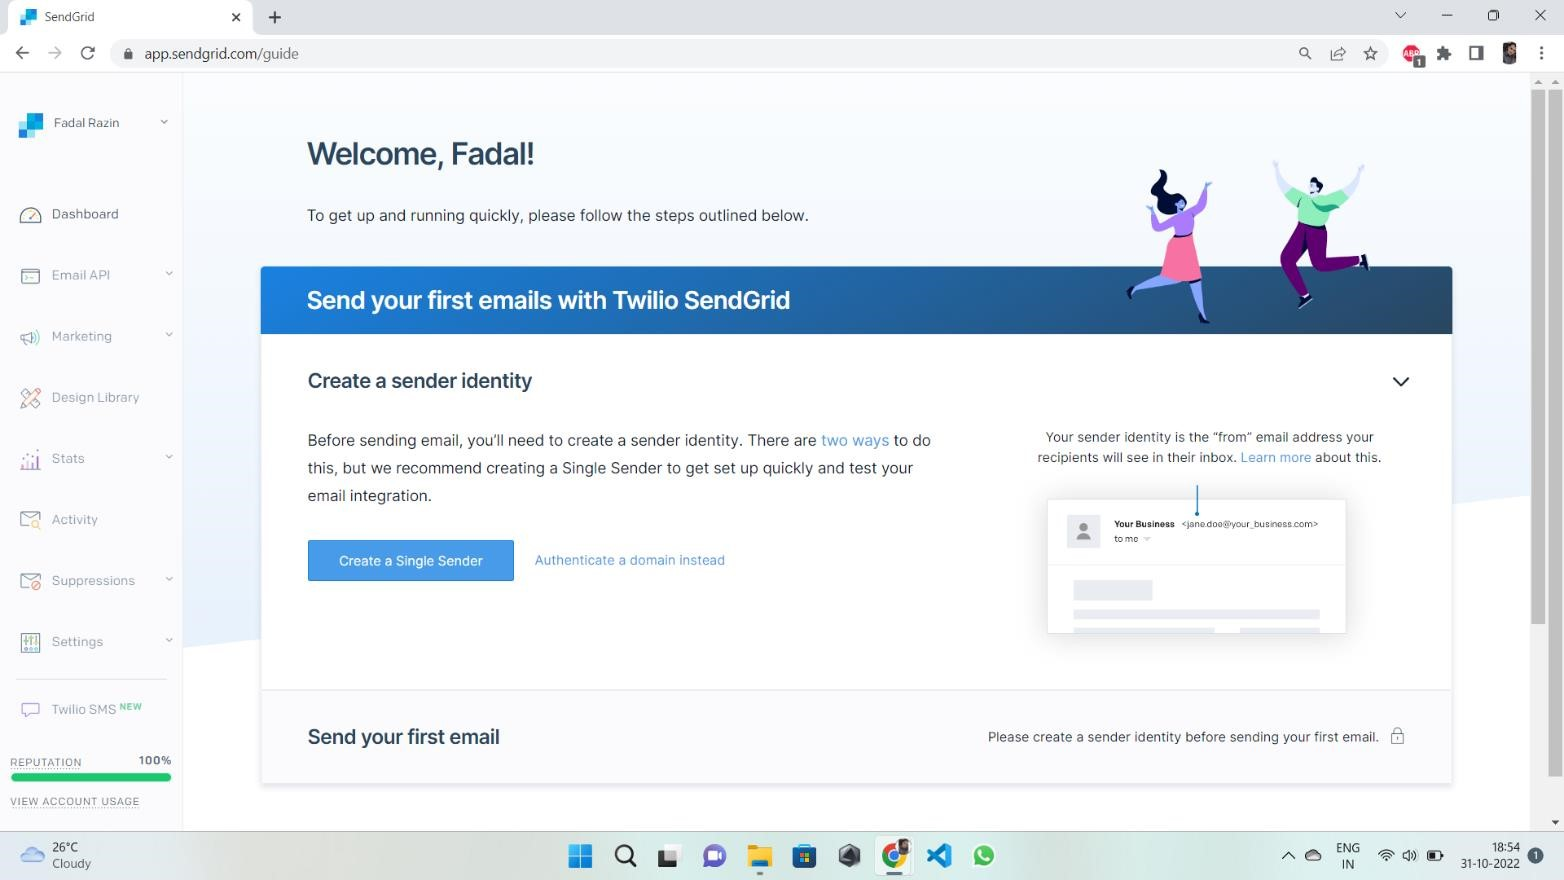 SendGrid
app.sendgrid.com/guide
ABP
1
Fadal Razin
Dashboard
Email API
Marketing
Design Library
Stats
Activity
Suppressions
Settings
Twilio SMS NEW
REPUTATION 100%
VIEW ACCOUNT USAGE
Welcome, Fadal!
To get up and running quickly, please follow the steps outlined below.
Send your first emails with Twilio SendGrid
Create a sender identity
Before sending email, you’ll need to create a sender identity. There are two ways to do
this, but we recommend creating a Single Sender to get set up quickly and test your
email integration.
Create a Single Sender Authenticate a domain instead
Your sender identity is the “from” email address your
recipients will see in their inbox. Learn more about this.
Your Business <jane.doe@your_business.com>
to me
Send your first email
Please create a sender identity before sending your first email.
26°C
Cloudy
ENG
IN
18:54
31-10-2022
1